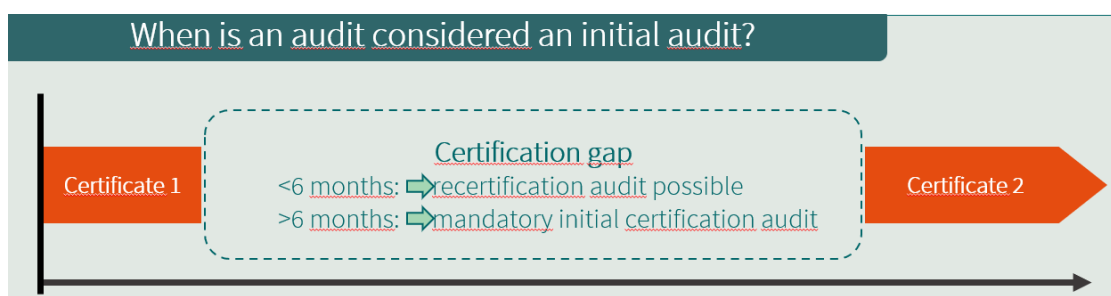 When is an audit considered an initial audit?
Certification gap
Certificate 1
<6 months: recertification audit possible
Certificate 2
>6 months: mandatory initial certification audit